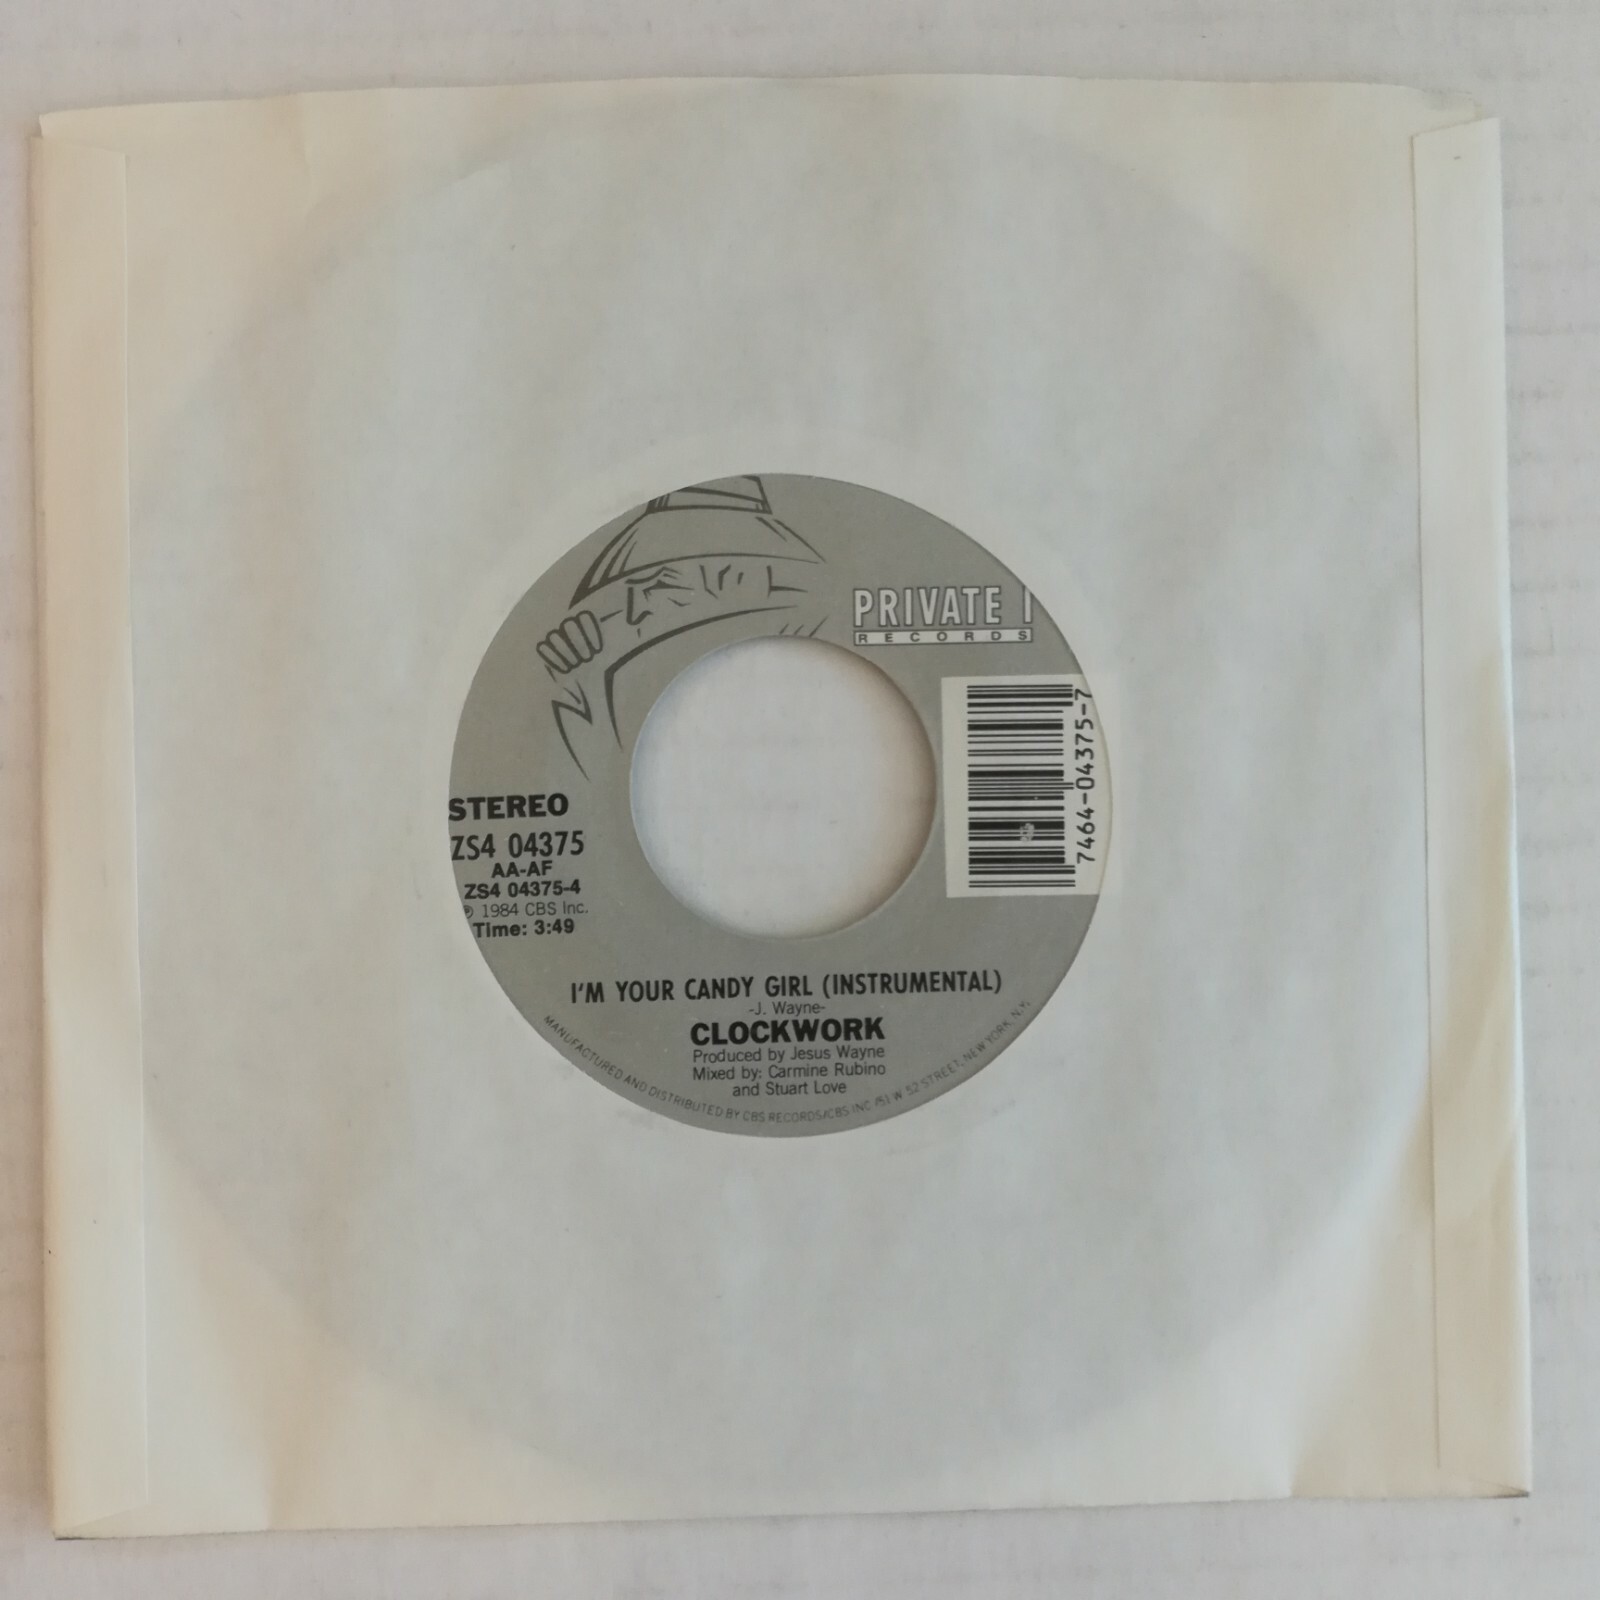 PRIVATE I
RECORDS
7464-04375-7
STEREO
ZS4 04375
AA-AF
ZS4 04375-4
℗ 1984 CBS Inc.
Time: 3:49
I'M YOUR CANDY GIRL (INSTRUMENTAL)
-J. Wayne-
CLOCKWORK
Produced by Jesus Wayne
Mixed by: Carmine Rubino
and Stuart Love
MANUFACTURED AND DISTRIBUTED BY CBS RECORDS/CBS INC /51 W 52 STREET, NEW YORK, N.Y.